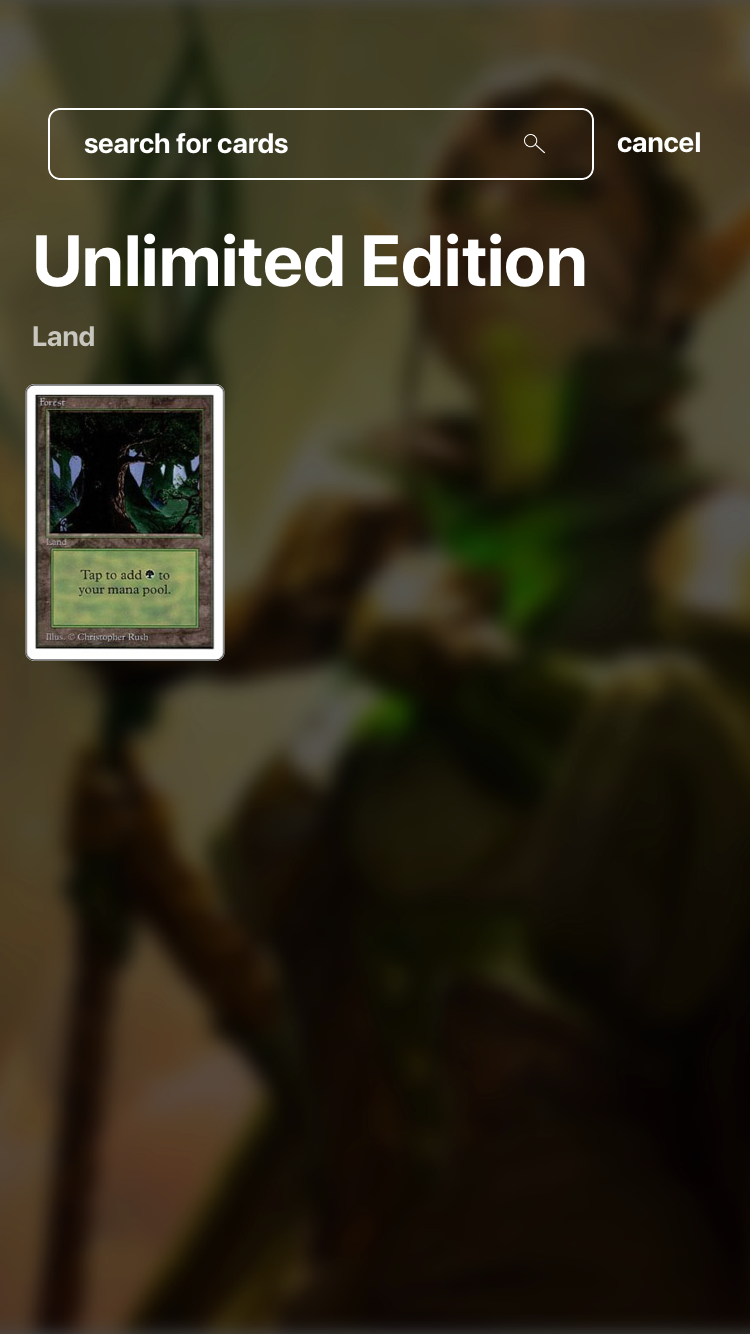 search for cards
cancel
Unlimited Edition
Land
Forest
Land
Tap to add to
your mana pool.
Illus. © Christopher Rush